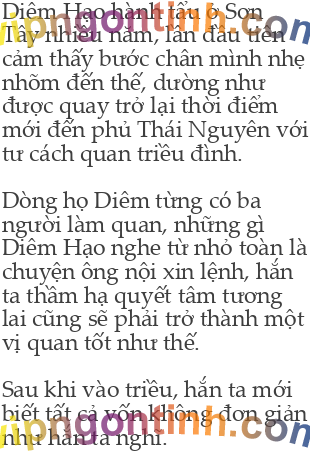 Diêm Hạo hành tẩu ở Sơn
Tây nhiều năm, lần đầu tiên
cảm thấy bước chân mình nhẹ
nhõm đến thế, dường như
được quay trở lại thời điểm
mới đến phủ Thái Nguyên với
tư cách quan triều đình.
Dòng họ Diêm từng có ba
người làm quan, những gì
Diêm Hạo nghe từ nhỏ toàn là
chuyện ông nội xin lệnh, hắn
ta thầm hạ quyết tâm tương
lai cũng sẽ phải trở thành một
vị quan tốt như thế.
Sau khi vào triều, hắn ta mới
biết tất cả vốn không đơn giản
như hắn ta nghĩ.
vipngontinh.com
vipngontinh.com